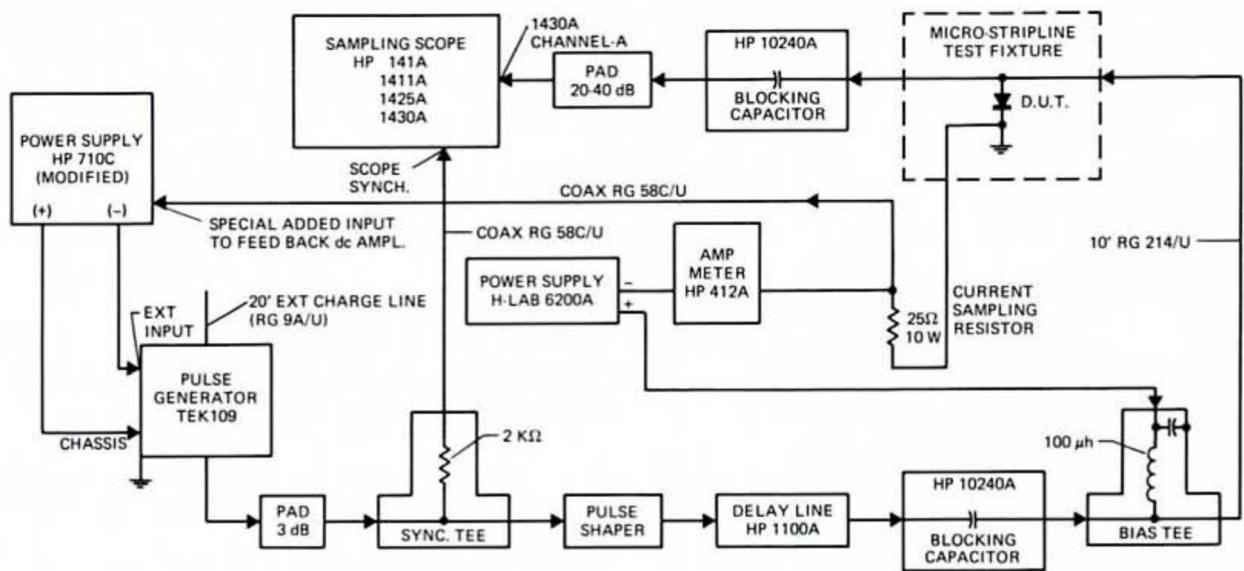 1430A
CHANNEL-A
SAMPLING SCOPE
HP 141A
1411A
1425A
1430A
PAD
20-40 dB
HP 10240A
BLOCKING
CAPACITOR
MICRO-STRIPLINE
TEST FIXTURE
D.U.T.
POWER SUPPLY
HP 710C
(MODIFIED)
(+) (−)
SCOPE
SYNCH.
COAX RG 58C/U
SPECIAL ADDED INPUT
TO FEED BACK dc AMPL.
COAX RG 58C/U
10' RG 214/U
POWER SUPPLY
H-LAB 6200A
−
+
AMP
METER
HP 412A
25Ω
10 W
CURRENT
SAMPLING
RESISTOR
20' EXT CHARGE LINE
(RG 9A/U)
EXT
INPUT
PULSE
GENERATOR
TEK109
CHASSIS
2 KΩ
100 μh
PAD
3 dB
SYNC. TEE
PULSE
SHAPER
DELAY LINE
HP 1100A
HP 10240A
BLOCKING
CAPACITOR
BIAS TEE